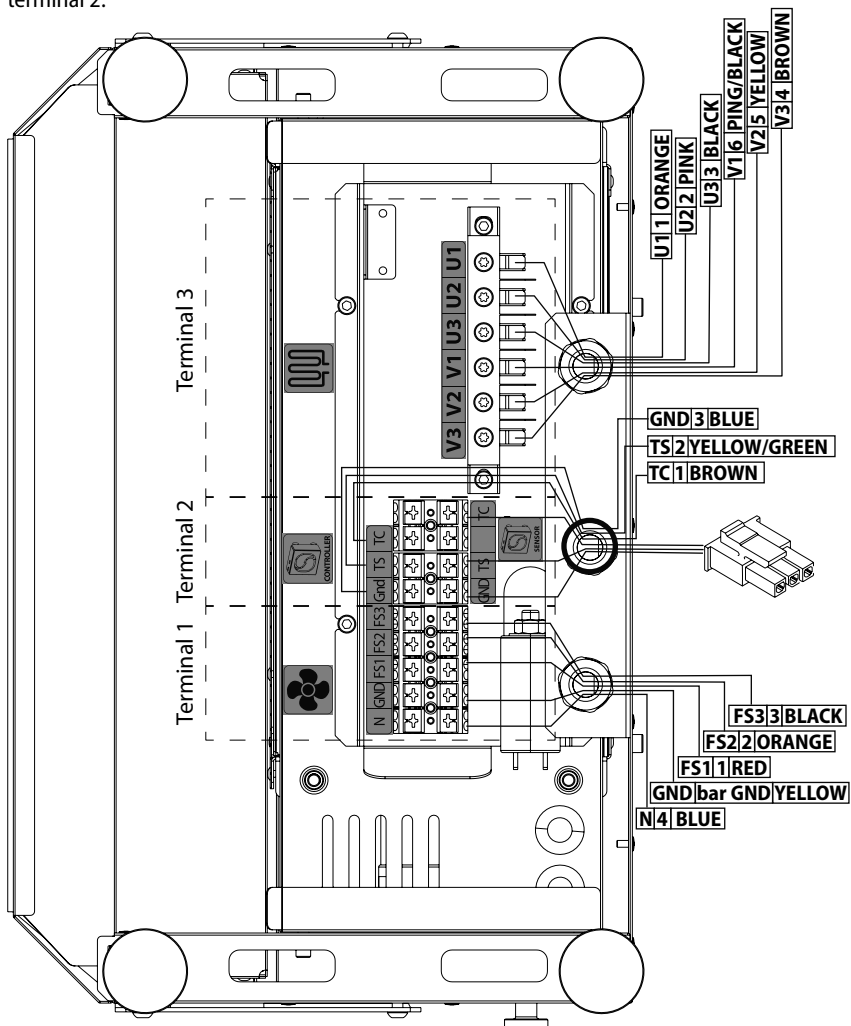 terminal 2.
U1 1 ORANGE
U2 2 PINK
U3 3 BLACK
V1 6 PING/BLACK
V2 5 YELLOW
V3 4 BROWN
Terminal 3
U1
U2
U3
V1
V2
V3
GND 3 BLUE
TS 2 YELLOW/GREEN
TC 1 BROWN
Terminal 2
CONTROLLER
TC
TS
Gnd
TC
TS
GND
SENSOR
Terminal 1
FS3
FS2
FS1
GND
N
FS3 3 BLACK
FS2 2 ORANGE
FS1 1 RED
GND bar GND YELLOW
N 4 BLUE